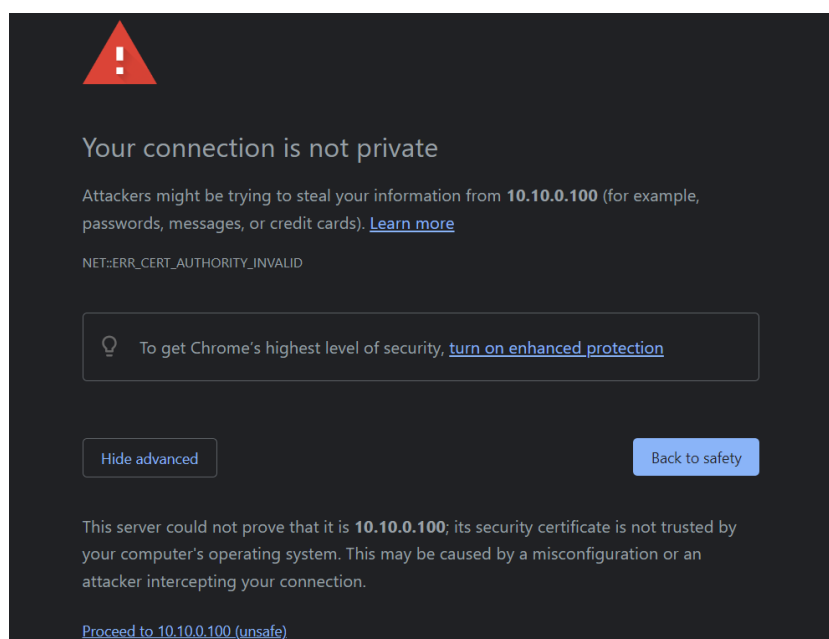 Your connection is not private
Attackers might be trying to steal your information from 10.10.0.100 (for example,
passwords, messages, or credit cards). Learn more
NET::ERR_CERT_AUTHORITY_INVALID
To get Chrome's highest level of security, turn on enhanced protection
Hide advanced
Back to safety
This server could not prove that it is 10.10.0.100; its security certificate is not trusted by
your computer's operating system. This may be caused by a misconfiguration or an
attacker intercepting your connection.
Proceed to 10.10.0.100 (unsafe)